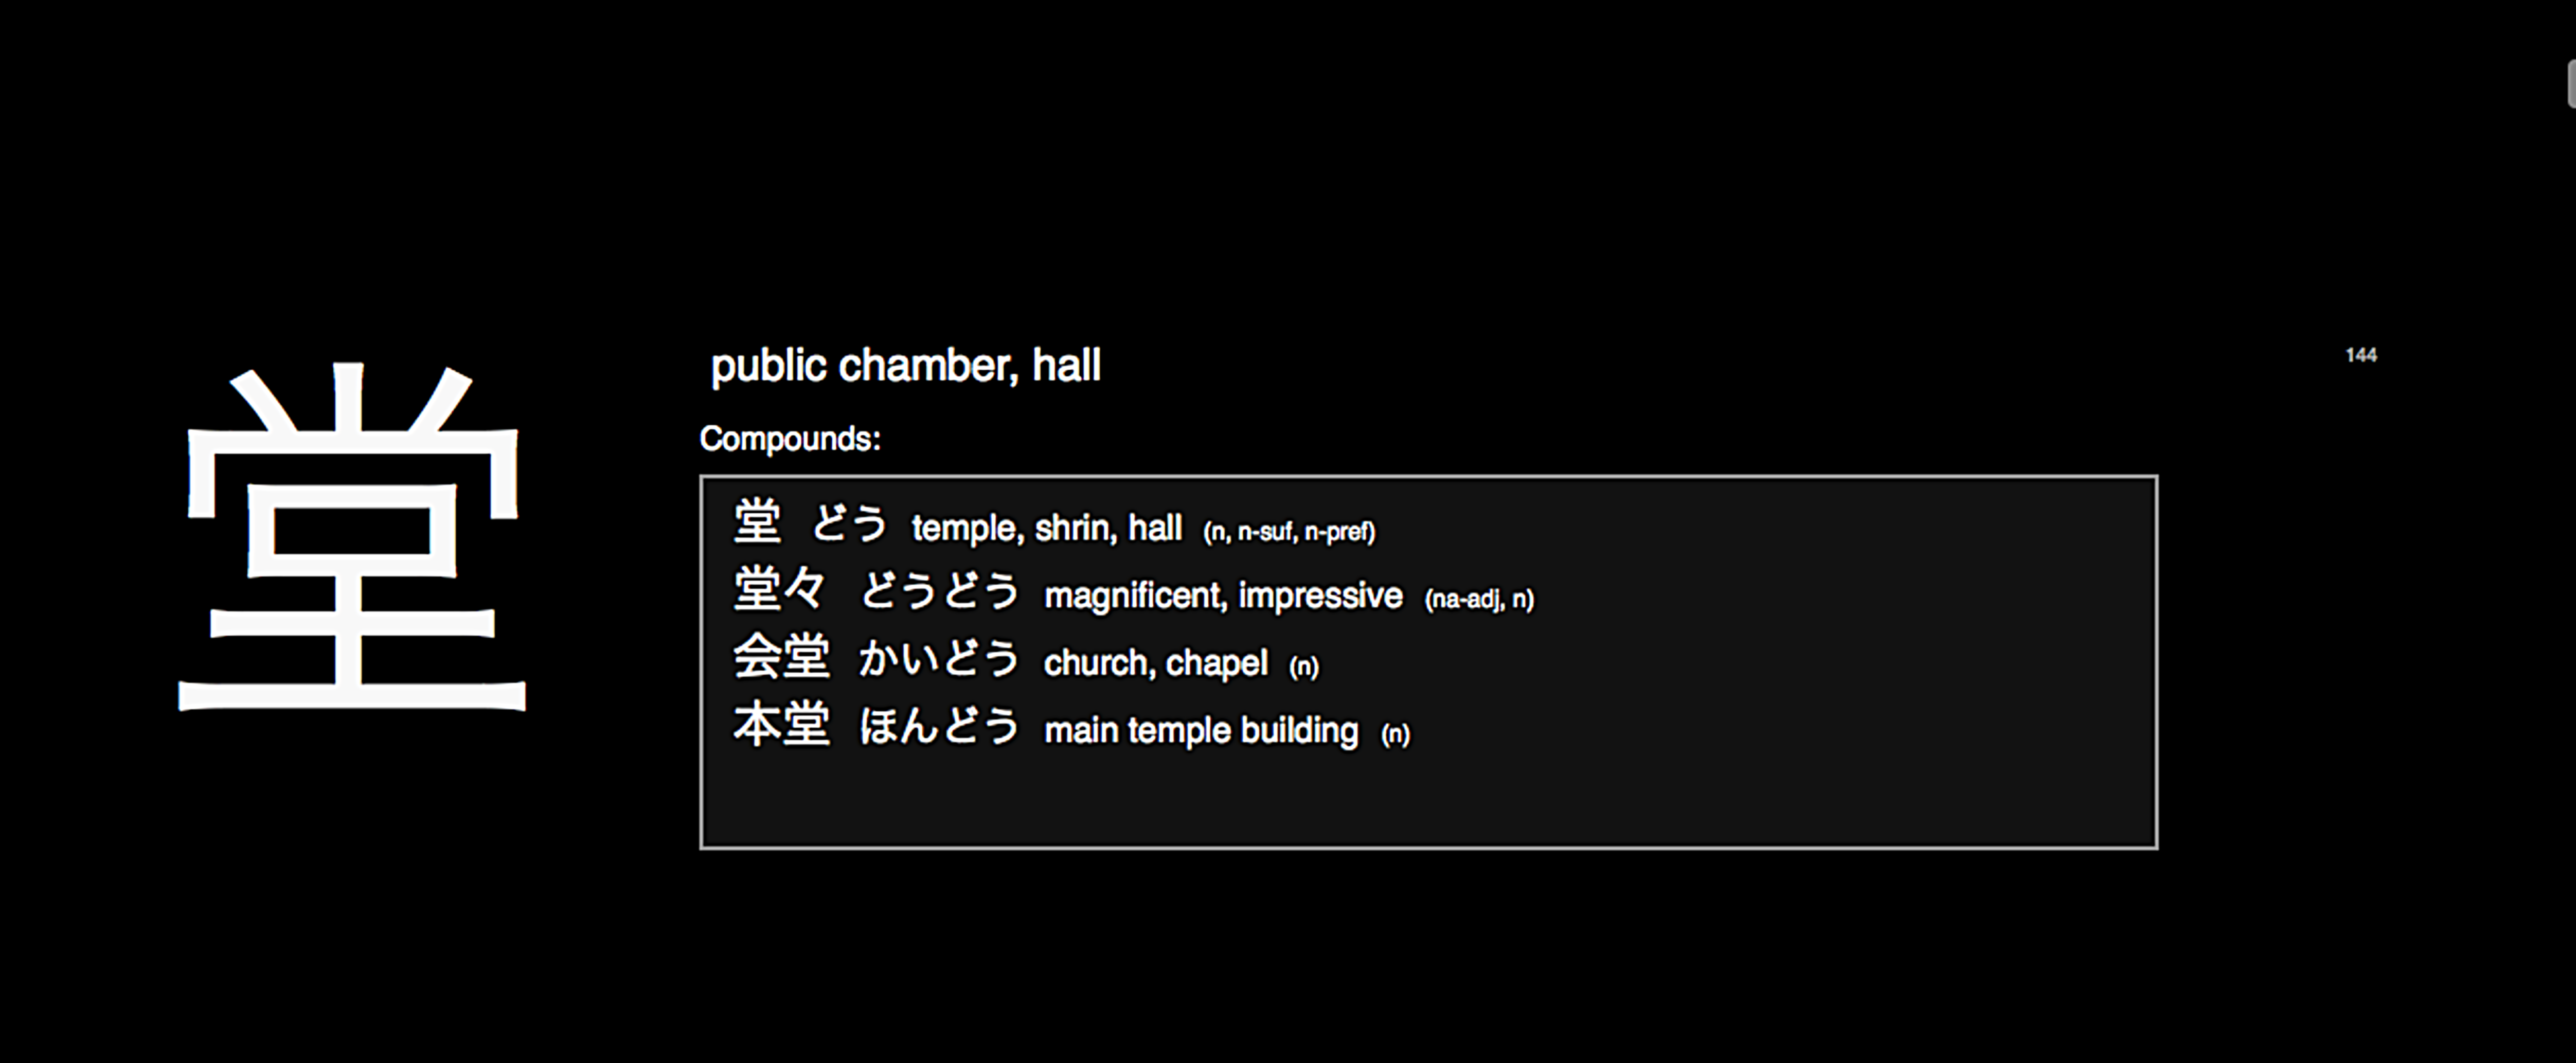 堂
public chamber, hall
144
Compounds:
堂 どう temple, shrin, hall (n, n-suf, n-pref)
堂々 どうどう magnificent, impressive (na-adj, n)
会堂 かいどう church, chapel (n)
本堂 ほんどう main temple building (n)